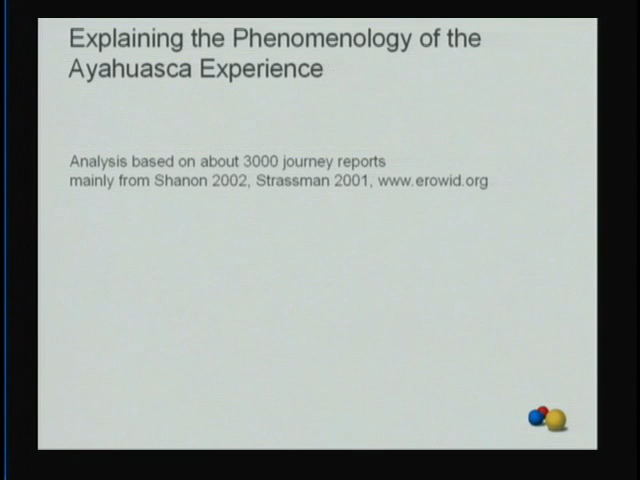 Explaining the Phenomenology of the
Ayahuasca Experience
Analysis based on about 3000 journey reports
mainly from Shanon 2002, Strassman 2001, www.erowid.org